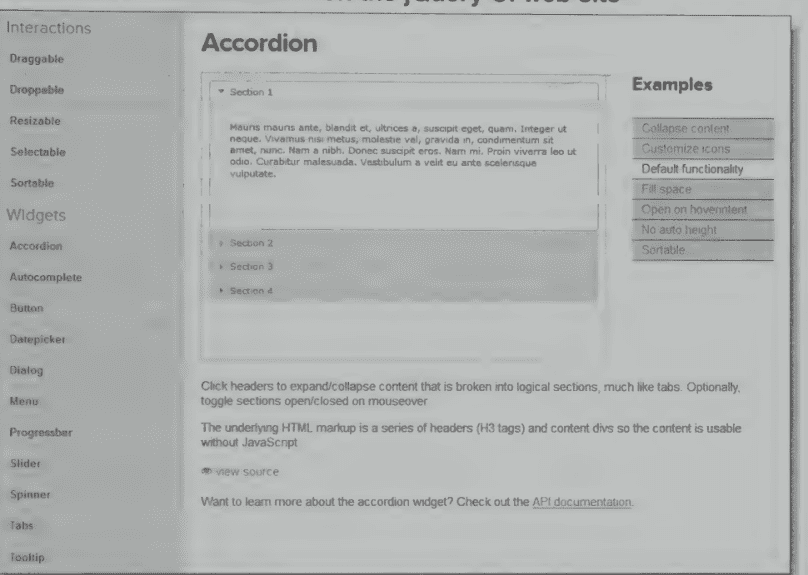 on the jQuery UI web site
Interactions
Draggable
Droppable
Resizable
Selectable
Sortable
Widgets
Accordion
Autocomplete
Button
Datepicker
Dialog
Menu
Progressbar
Slider
Spinner
Tabs
Tooltip
Accordion
Section 1
Mauris mauris ante, blandit et, ultrices a, suscipit eget, quam. Integer ut
neque. Vivamus nisi metus, molestie vel, gravida in, condimentum sit
amet, nunc. Nam a nibh. Donec suscipit eros. Nam mi. Proin viverra leo ut
odio. Curabitur malesuada. Vestibulum a velit eu ante scelerisque
vulputate.
Section 2
Section 3
Section 4
Examples
Collapse content
Customize icons
Default functionality
Fill space
Open on hoverintent
No auto height
Sortable
Click headers to expand/collapse content that is broken into logical sections, much like tabs. Optionally,
toggle sections open/closed on mouseover
The underlying HTML markup is a series of headers (H3 tags) and content divs so the content is usable
without JavaScript
view source
Want to learn more about the accordion widget? Check out the API documentation.